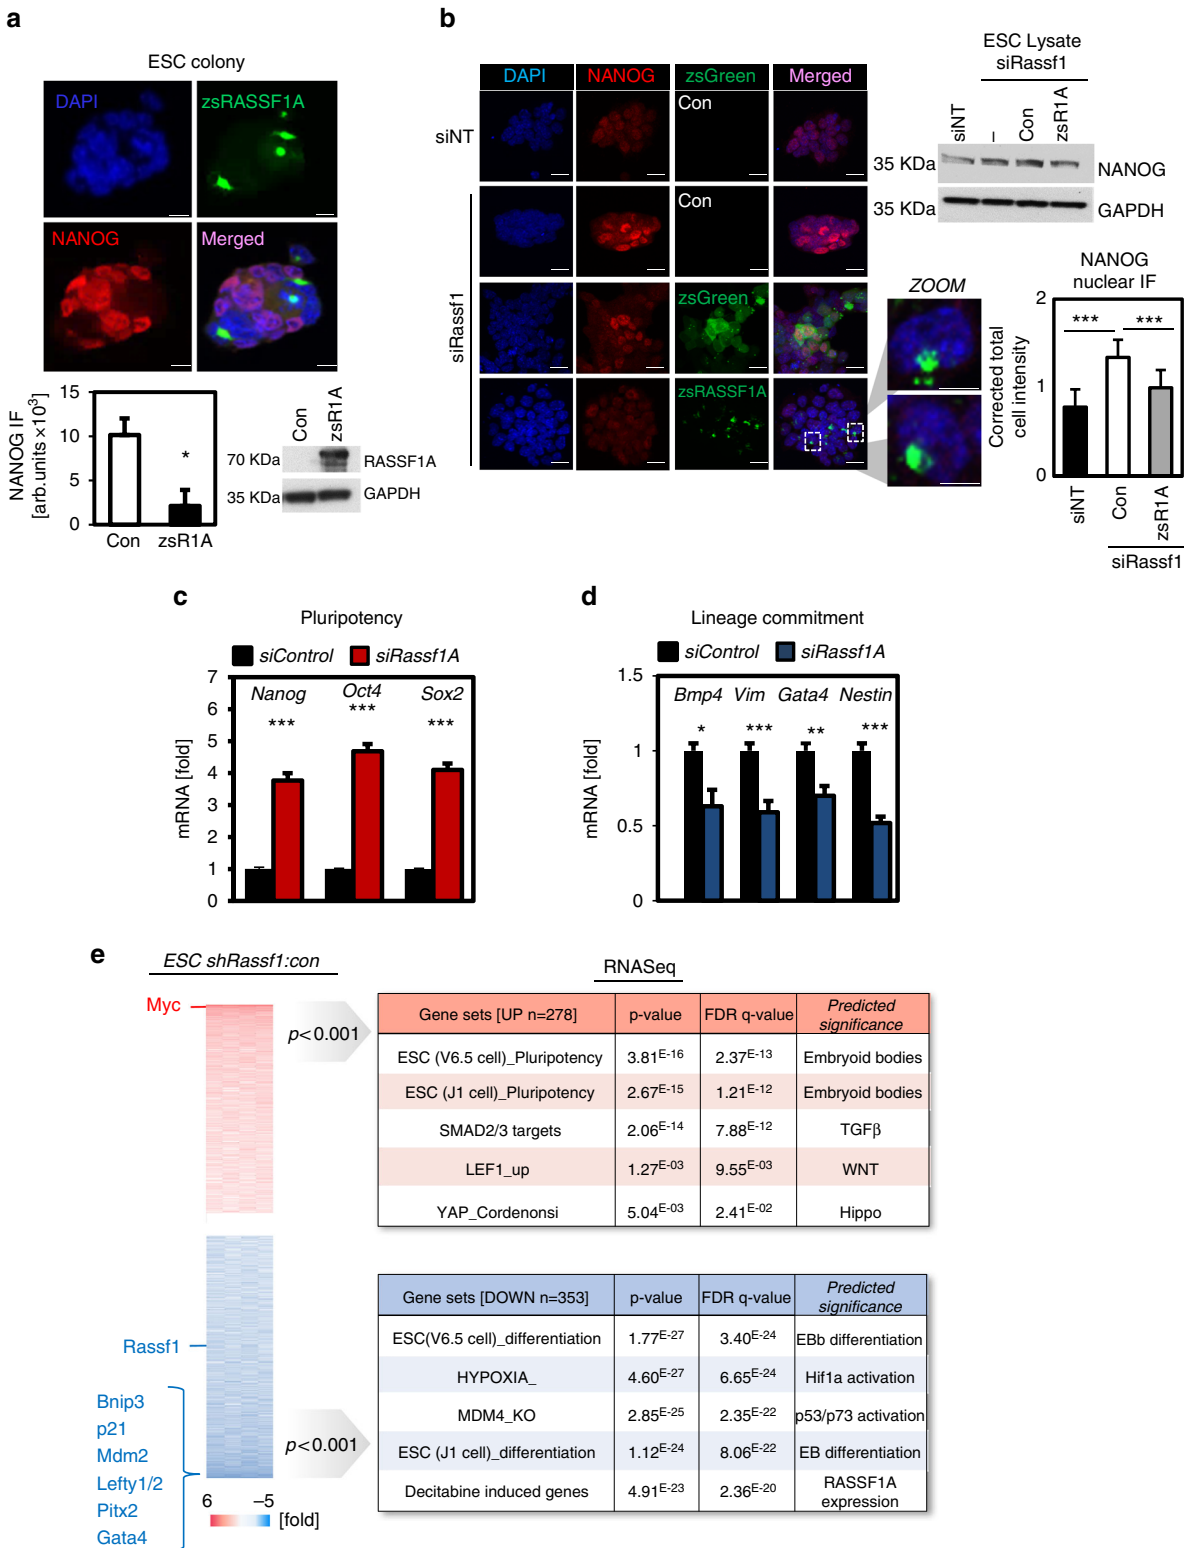 a
ESC colony
DAPI
zsRASSF1A
NANOG
Merged
NANOG IF
[arb.units ×10³]
15
10
5
0
*
Con
zsR1A
Con
zsR1A
70 KDa
RASSF1A
35 KDa
GAPDH
b
DAPI
NANOG
zsGreen
Merged
siNT
Con
siRassf1
Con
zsGreen
zsRASSF1A
ZOOM
ESC Lysate
siRassf1
siNT
–
Con
zsR1A
35 KDa
NANOG
35 KDa
GAPDH
NANOG
nuclear IF
Corrected total
cell intensity
2
1
0
***
***
siNT
Con
zsR1A
siRassf1
c
Pluripotency
siControl
siRassf1A
mRNA [fold]
7
6
5
4
3
2
1
0
Nanog
Oct4
Sox2
***
***
***
d
Lineage commitment
siControl
siRassf1A
mRNA [fold]
1.5
1
0.5
0
Bmp4
Vim
Gata4
Nestin
*
***
**
***
e
ESC shRassf1:con
RNASeq
Myc
p<0.001
Gene sets [UP n=278] p-value FDR q-value Predicted
significance
ESC (V6.5 cell)_Pluripotency 3.81E-16 2.37E-13 Embryoid bodies
ESC (J1 cell)_Pluripotency 2.67E-15 1.21E-12 Embryoid bodies
SMAD2/3 targets 2.06E-14 7.88E-12 TGFβ
LEF1_up 1.27E-03 9.55E-03 WNT
YAP_Cordenonsi 5.04E-03 2.41E-02 Hippo
Rassf1
Bnip3
p21
Mdm2
Lefty1/2
Pitx2
Gata4
p<0.001
6
–5
[fold]
Gene sets [DOWN n=353] p-value FDR q-value Predicted
significance
ESC(V6.5 cell)_differentiation 1.77E-27 3.40E-24 EBb differentiation
HYPOXIA_ 4.60E-27 6.65E-24 Hif1a activation
MDM4_KO 2.85E-25 2.35E-22 p53/p73 activation
ESC (J1 cell)_differentiation 1.12E-24 8.06E-22 EB differentiation
Decitabine induced genes 4.91E-23 2.36E-20 RASSF1A
expression